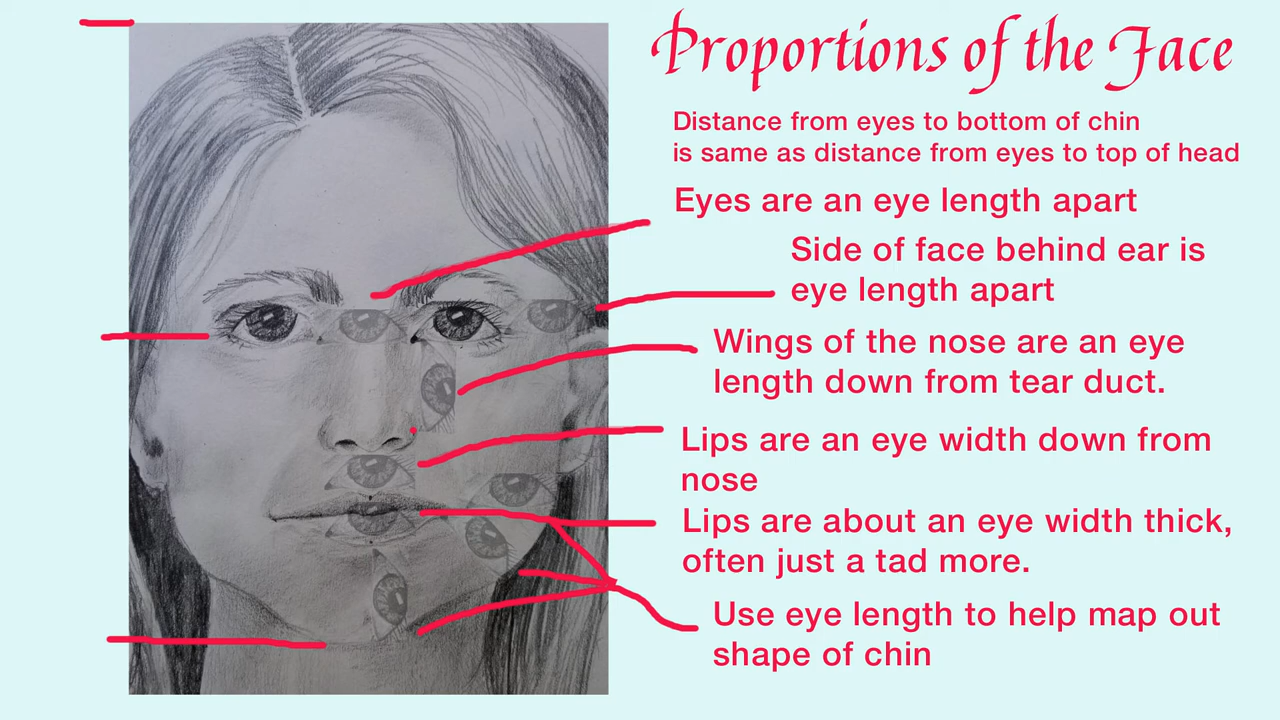 Proportions of the Face
Distance from eyes to bottom of chin
is same as distance from eyes to top of head
Eyes are an eye length apart
Side of face behind ear is
eye length apart
Wings of the nose are an eye
length down from tear duct.
Lips are an eye width down from
nose
Lips are about an eye width thick,
often just a tad more.
Use eye length to help map out
shape of chin